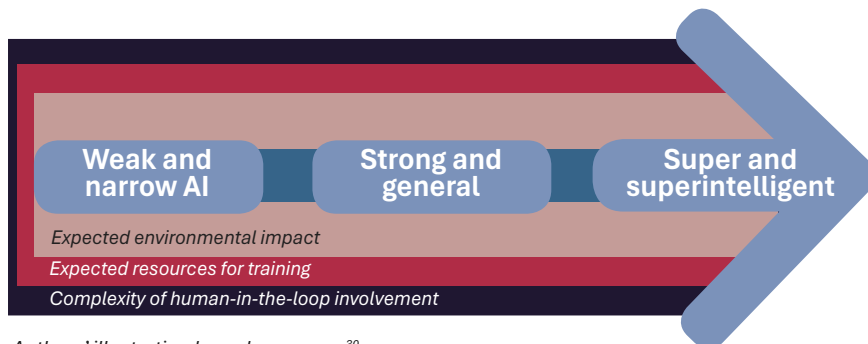 Weak and
narrow AI
Strong and
general
Super and
superintelligent
Expected environmental impact
Expected resources for training
Complexity of human-in-the-loop involvement
30